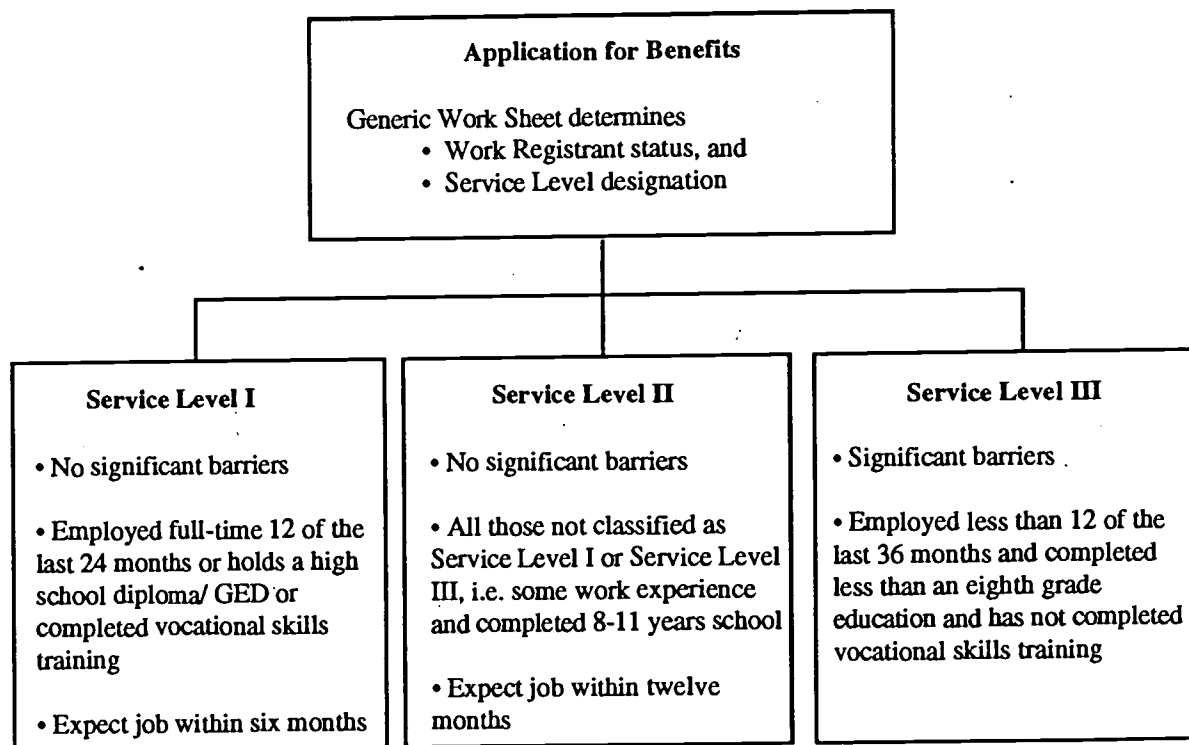 Application for Benefits
Generic Work Sheet determines
• Work Registrant status, and
• Service Level designation
Service Level I
• No significant barriers
• Employed full-time 12 of the
last 24 months or holds a high
school diploma/ GED or
completed vocational skills
training
• Expect job within six months
Service Level II
• No significant barriers
• All those not classified as
Service Level I or Service Level
III, i.e. some work experience
and completed 8-11 years school
• Expect job within twelve
months
Service Level III
• Significant barriers
• Employed less than 12 of the
last 36 months and completed
less than an eighth grade
education and has not completed
vocational skills training